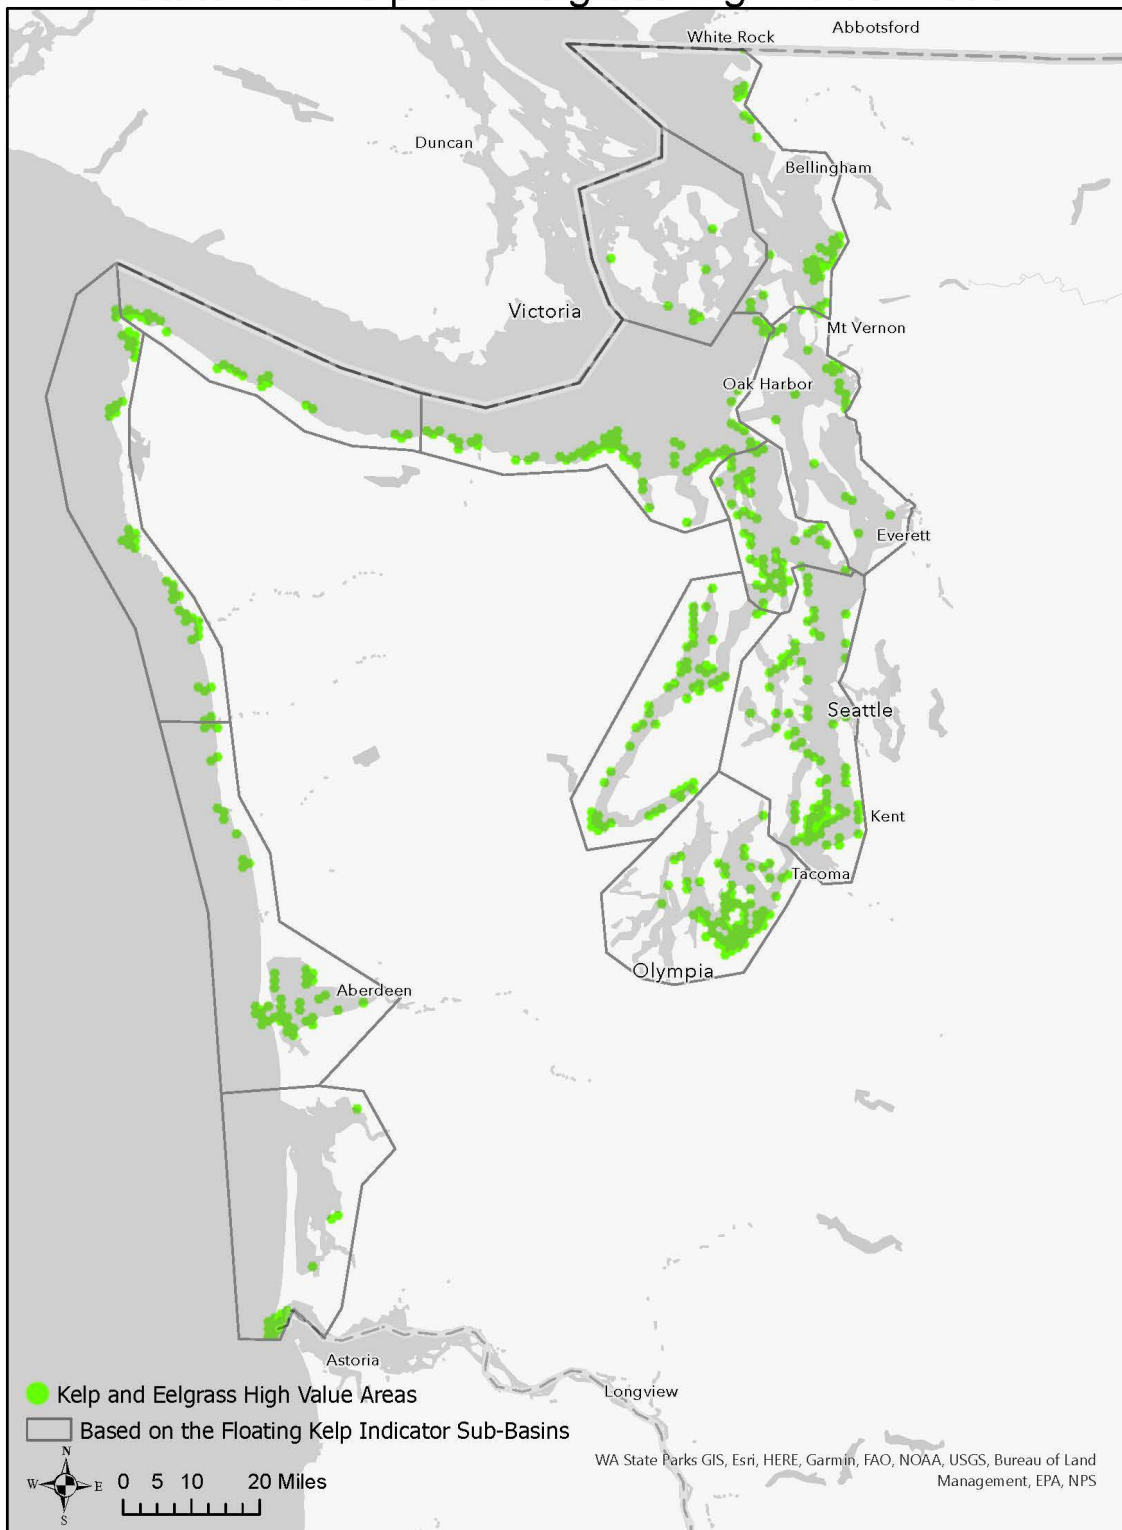 White Rock
Abbotsford
Duncan
Bellingham
Victoria
Mt Vernon
Oak Harbor
Everett
Seattle
Kent
Tacoma
Olympia
Aberdeen
Astoria
Longview
Kelp and Eelgrass High Value Areas
Based on the Floating Kelp Indicator Sub-Basins
N
W
E
S
0 5 10 20 Miles
WA State Parks GIS, Esri, HERE, Garmin, FAO, NOAA, USGS, Bureau of Land
Management, EPA, NPS